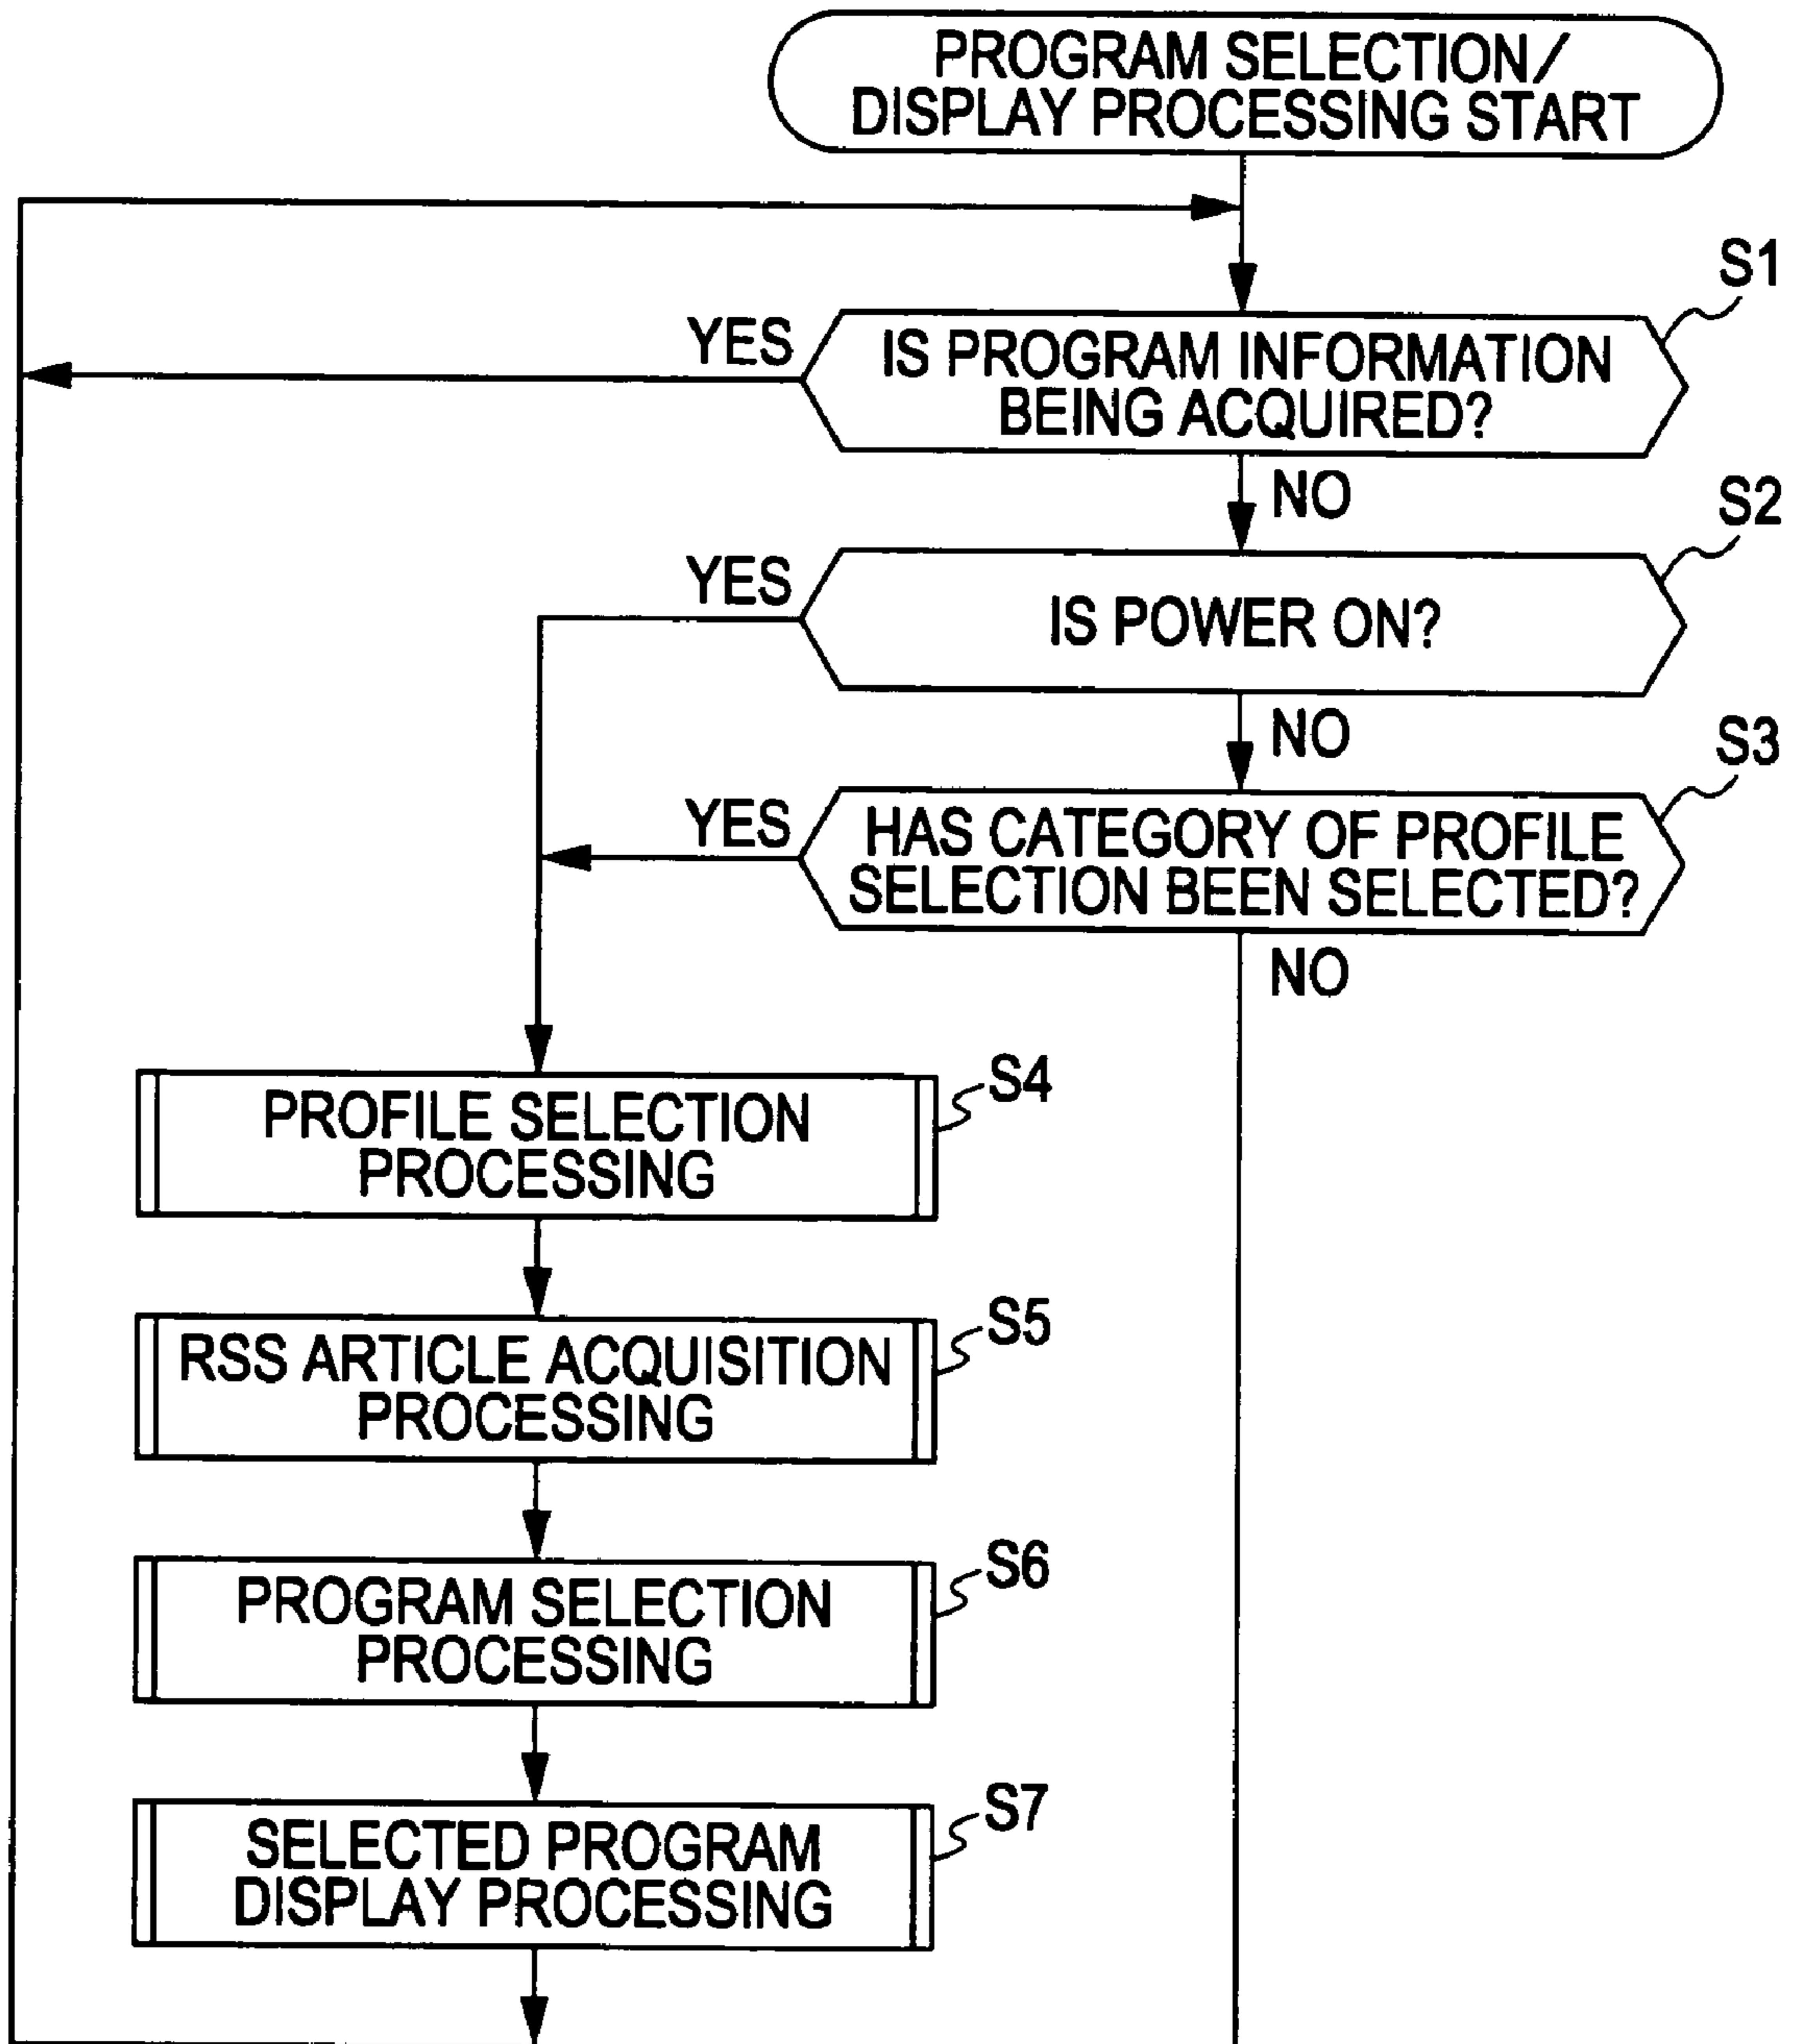 PROGRAM SELECTION/
DISPLAY PROCESSING START
S1
YES
IS PROGRAM INFORMATION
BEING ACQUIRED?
NO
S2
YES
IS POWER ON?
NO
S3
YES
HAS CATEGORY OF PROFILE
SELECTION BEEN SELECTED?
NO
S4
PROFILE SELECTION
PROCESSING
S5
RSS ARTICLE ACQUISITION
PROCESSING
S6
PROGRAM SELECTION
PROCESSING
S7
SELECTED PROGRAM
DISPLAY PROCESSING